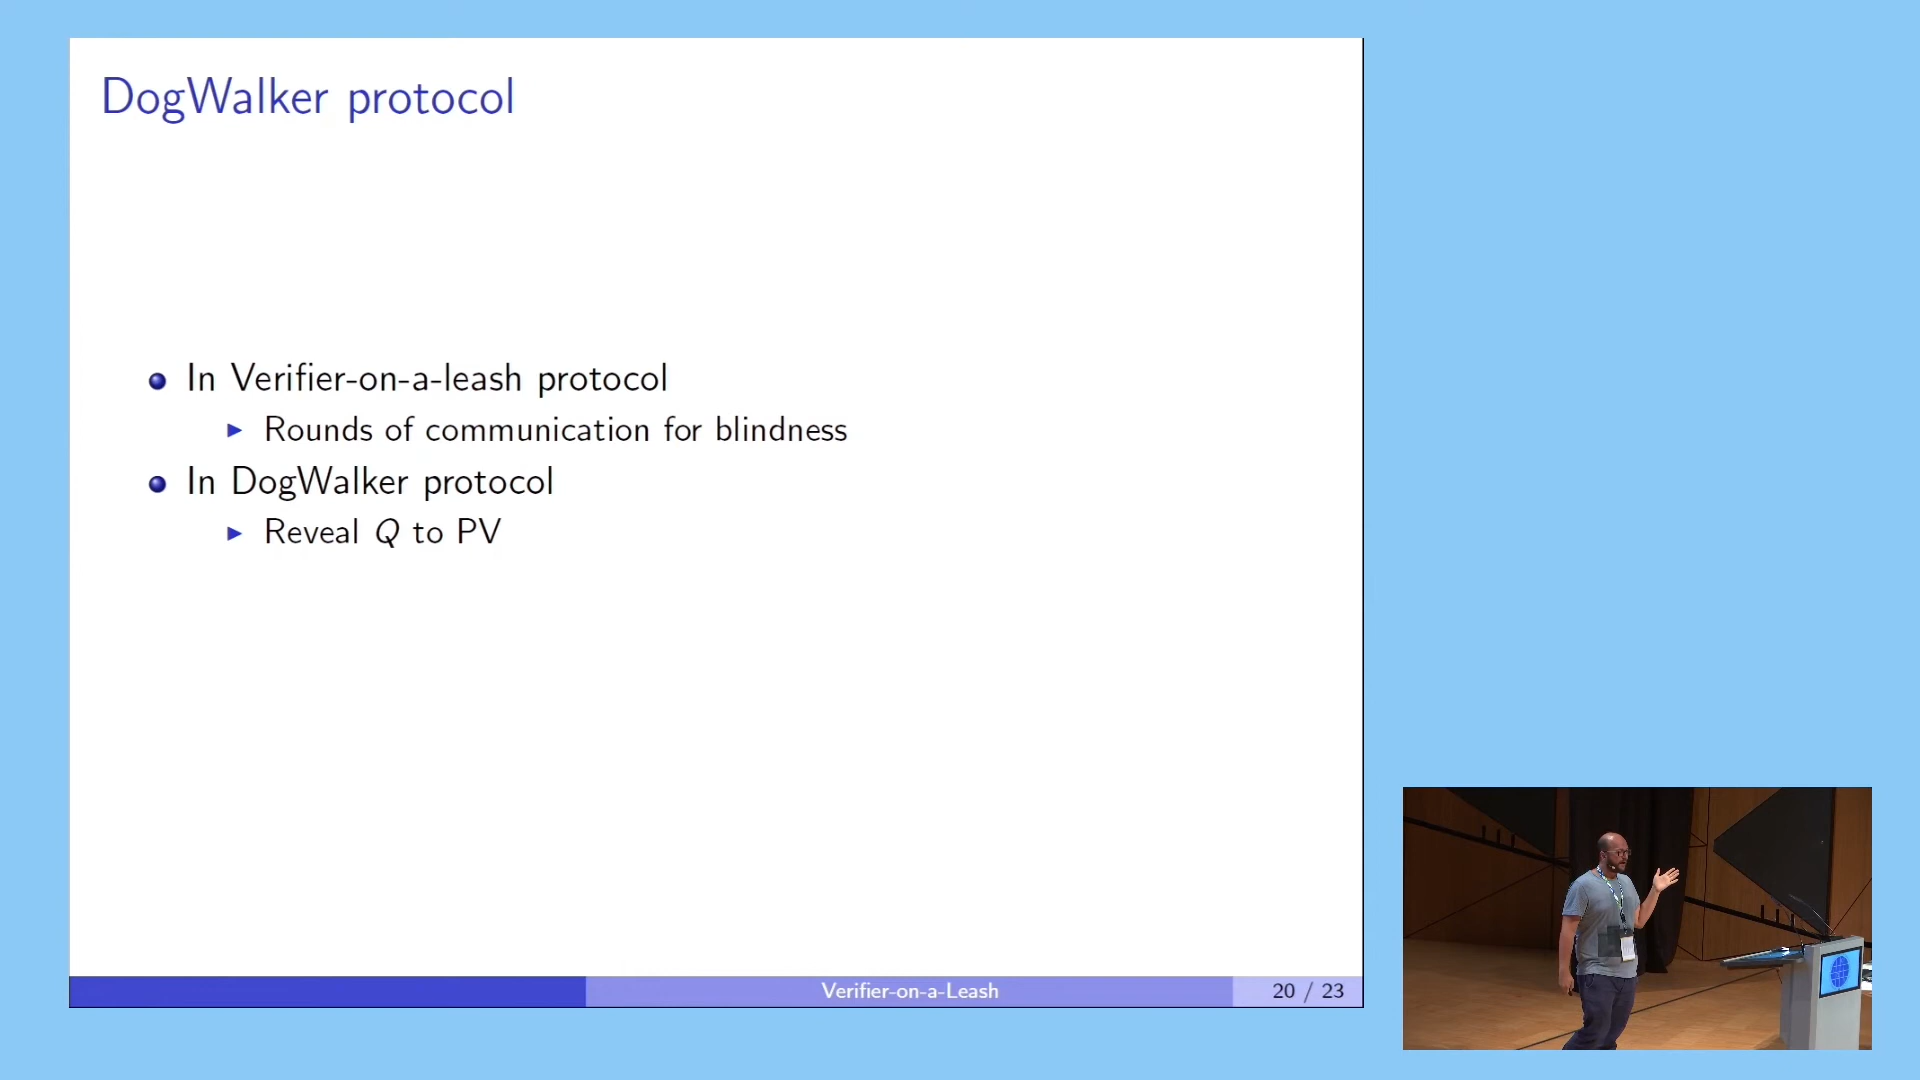 DogWalker protocol
In Verifier-on-a-leash protocol
Rounds of communication for blindness
In DogWalker protocol
Reveal Q to PV
Verifier-on-a-Leash
20 / 23